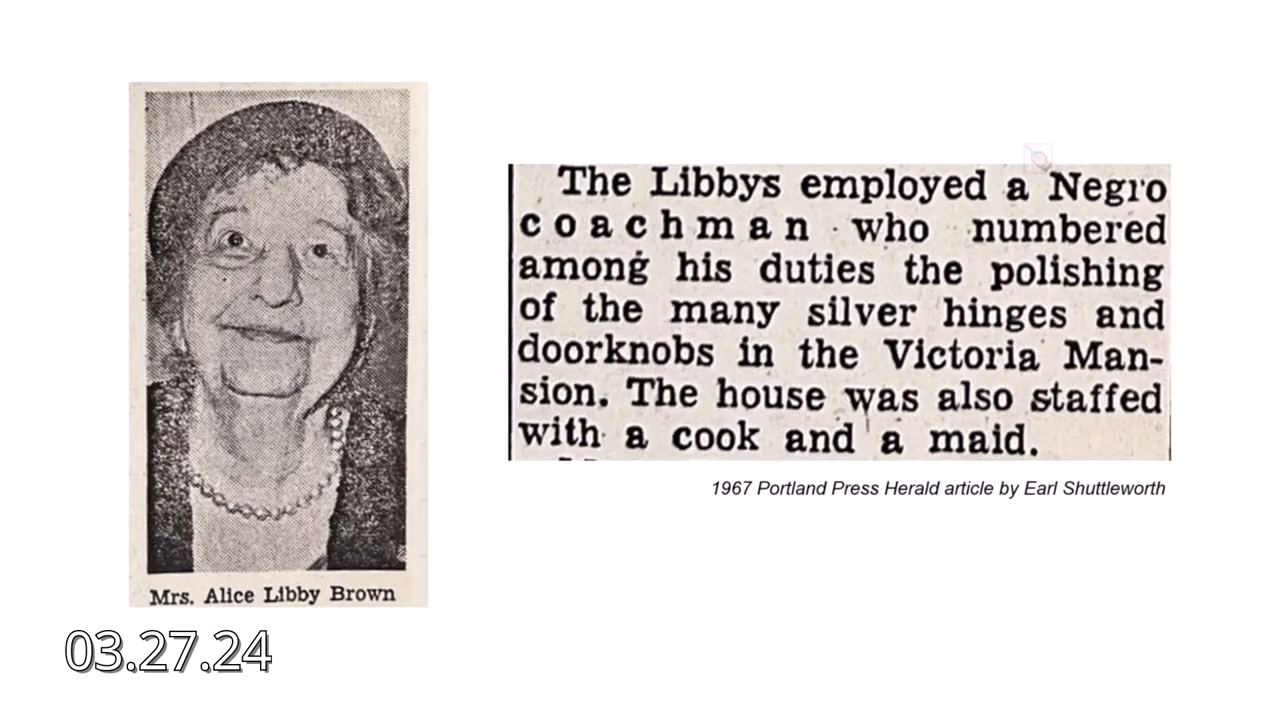 The Libbys employed a Negro
coachman who numbered
among his duties the polishing
of the many silver hinges and
doorknobs in the Victoria Man-
sion. The house was also staffed
with a cook and a maid.
1967 Portland Press Herald article by Earl Shuttleworth
Mrs. Alice Libby Brown
03.27.24